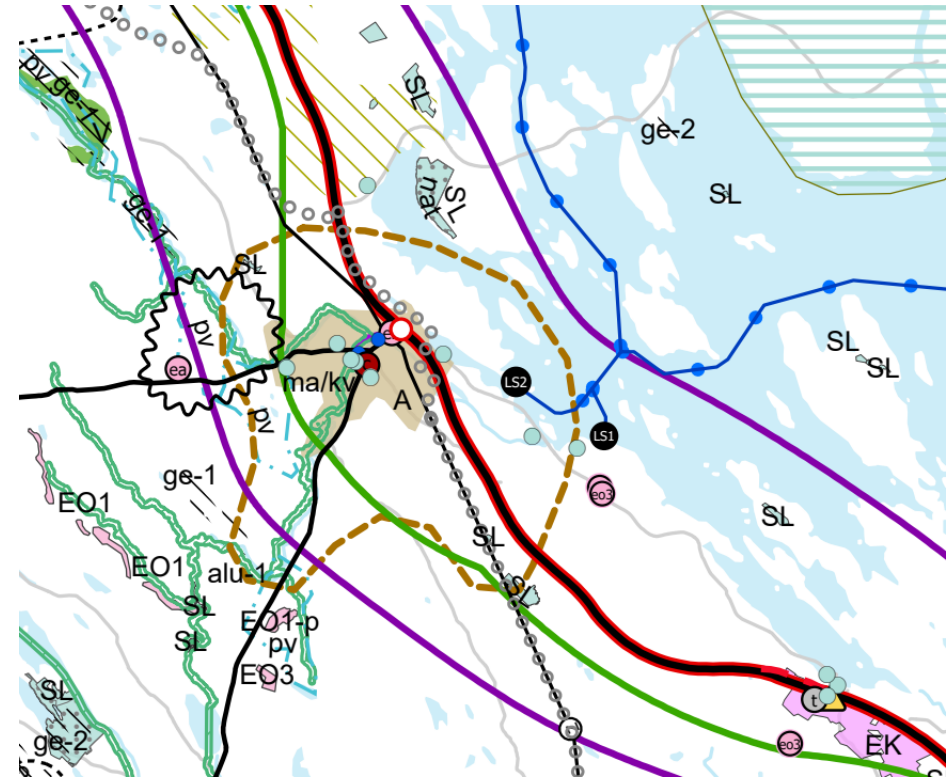 pv
ge-1
SL
ge-2
SL
mat
SL
ge-1
SL
pv
ea
ma/kv
A
LS2
SL
SL
pv
LS1
ge-1
eo3
EO1
SL
SL
EO1
alu-1
SL
SL
SL
EO1-p
pv
EO3
SL
t
eo3
EK
ge-2